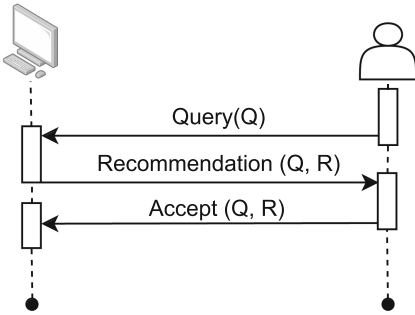 Query(Q)
Recommendation (Q, R)
Accept (Q, R)